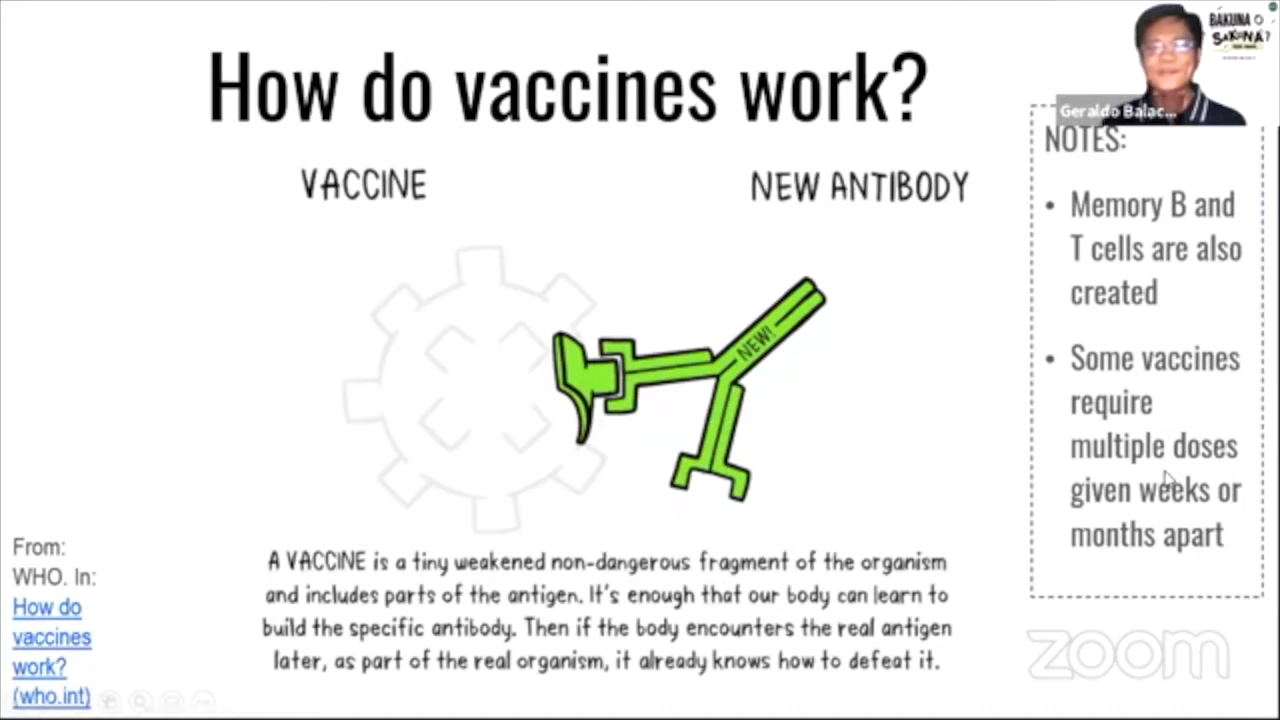 How do vaccines work?
BAKUNA O
SAKUNA?
Geraldo Balac...
VACCINE
NEW ANTIBODY
NEW!
NOTES:
• Memory B and
T cells are also
created
• Some vaccines
require
multiple doses
given weeks or
months apart
From:
WHO. In:
How do
vaccines
work?
(who.int)
A VACCINE is a tiny weakened non-dangerous fragment of the organism
and includes parts of the antigen. It's enough that our body can learn to
build the specific antibody. Then if the body encounters the real antigen
later, as part of the real organism, it already knows how to defeat it.
zoom